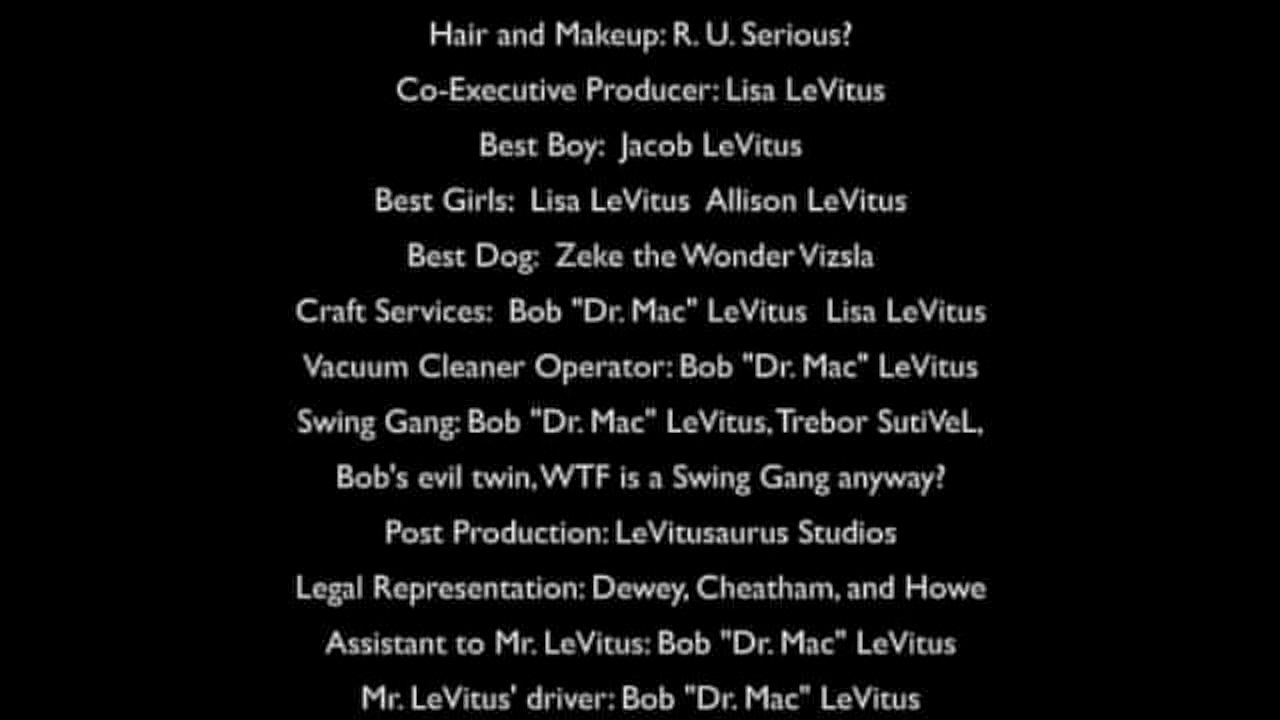 Hair and Makeup: R. U. Serious?
Co-Executive Producer: Lisa LeVitus
Best Boy:  Jacob LeVitus
Best Girls:  Lisa LeVitus  Allison LeVitus
Best Dog:  Zeke the Wonder Vizsla
Craft Services:  Bob "Dr. Mac" LeVitus  Lisa LeVitus
Vacuum Cleaner Operator: Bob "Dr. Mac" LeVitus
Swing Gang: Bob "Dr. Mac" LeVitus, Trebor SutiVeL,
Bob's evil twin, WTF is a Swing Gang anyway?
Post Production: LeVitusaurus Studios
Legal Representation: Dewey, Cheatham, and Howe
Assistant to Mr. LeVitus: Bob "Dr. Mac" LeVitus
Mr. LeVitus' driver: Bob "Dr. Mac" LeVitus